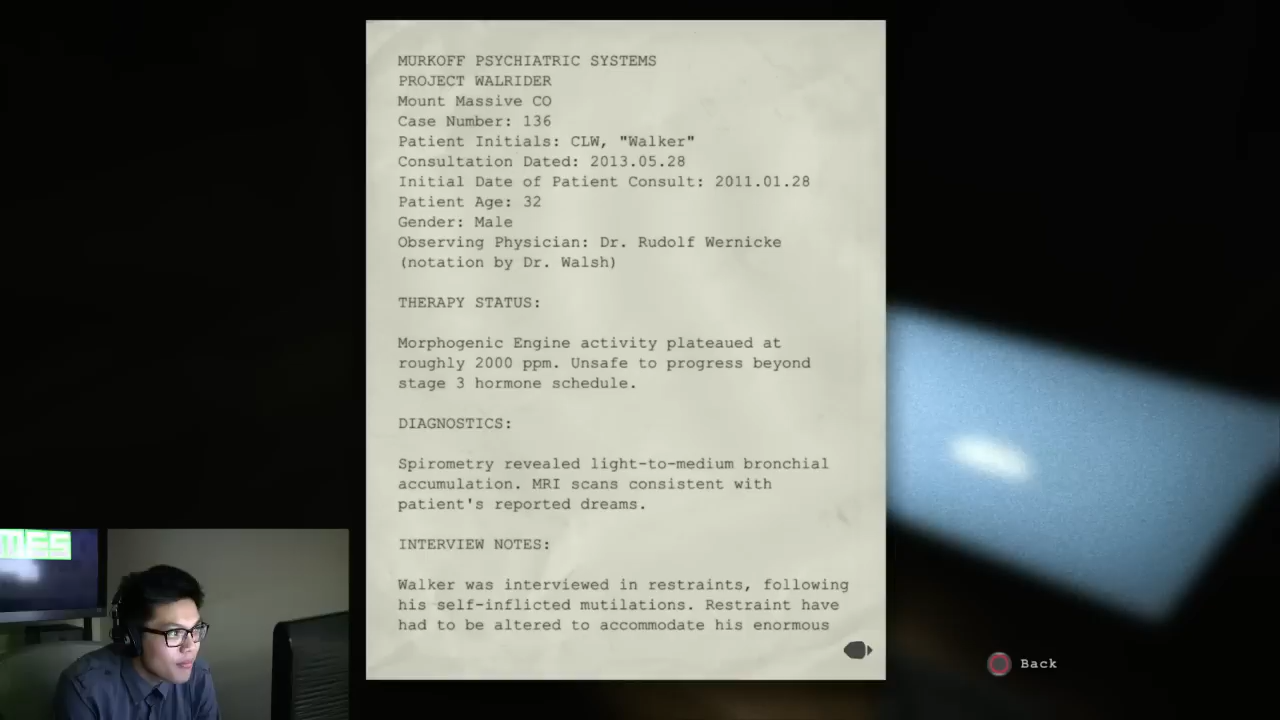 MURKOFF PSYCHIATRIC SYSTEMS
PROJECT WALRIDER
Mount Massive CO
Case Number: 136
Patient Initials: CLW, "Walker"
Consultation Dated: 2013.05.28
Initial Date of Patient Consult: 2011.01.28
Patient Age: 32
Gender: Male
Observing Physician: Dr. Rudolf Wernicke
(notation by Dr. Walsh)
THERAPY STATUS:
Morphogenic Engine activity plateaued at
roughly 2000 ppm. Unsafe to progress beyond
stage 3 hormone schedule.
DIAGNOSTICS:
Spirometry revealed light-to-medium bronchial
accumulation. MRI scans consistent with
patient's reported dreams.
INTERVIEW NOTES:
Walker was interviewed in restraints, following
his self-inflicted mutilations. Restraint have
had to be altered to accommodate his enormous
Back